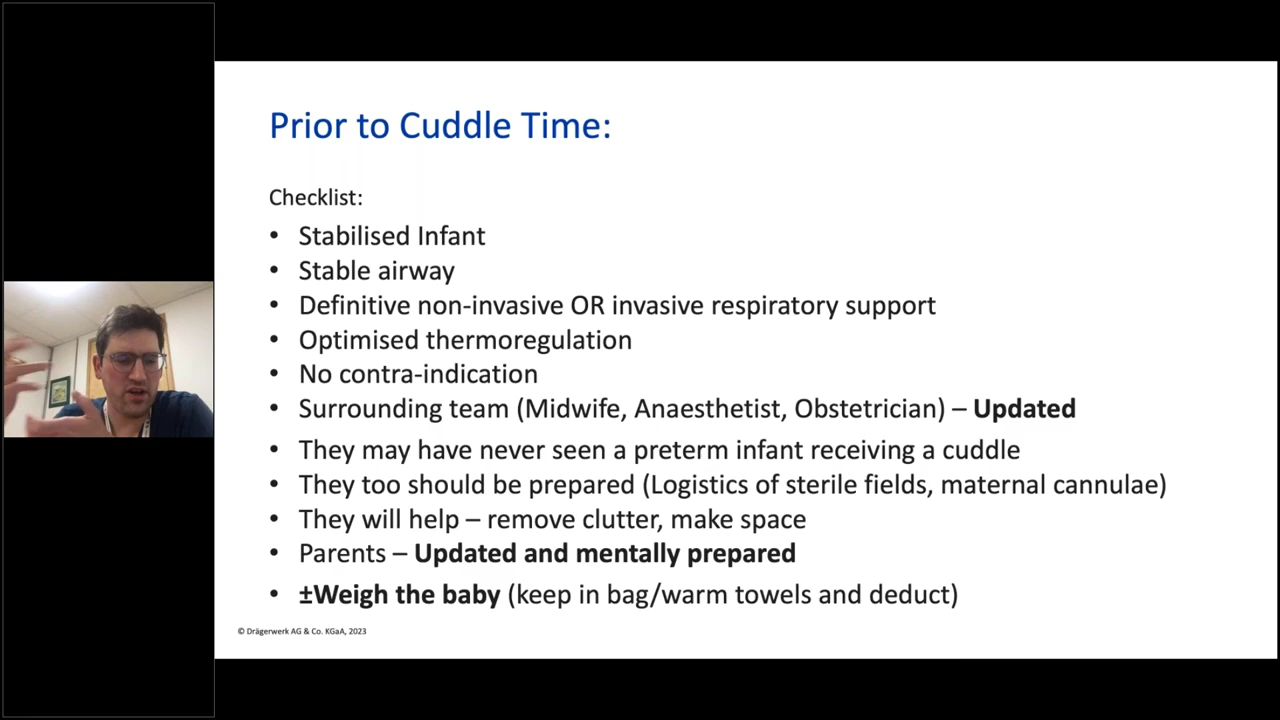 Prior to Cuddle Time:
Checklist:
• Stabilised Infant
• Stable airway
• Definitive non-invasive OR invasive respiratory support
• Optimised thermoregulation
• No contra-indication
• Surrounding team (Midwife, Anaesthetist, Obstetrician) – Updated
• They may have never seen a preterm infant receiving a cuddle
• They too should be prepared (Logistics of sterile fields, maternal cannulae)
• They will help – remove clutter, make space
• Parents – Updated and mentally prepared
• ±Weigh the baby (keep in bag/warm towels and deduct)
© Drägerwerk AG & Co. KGaA, 2023